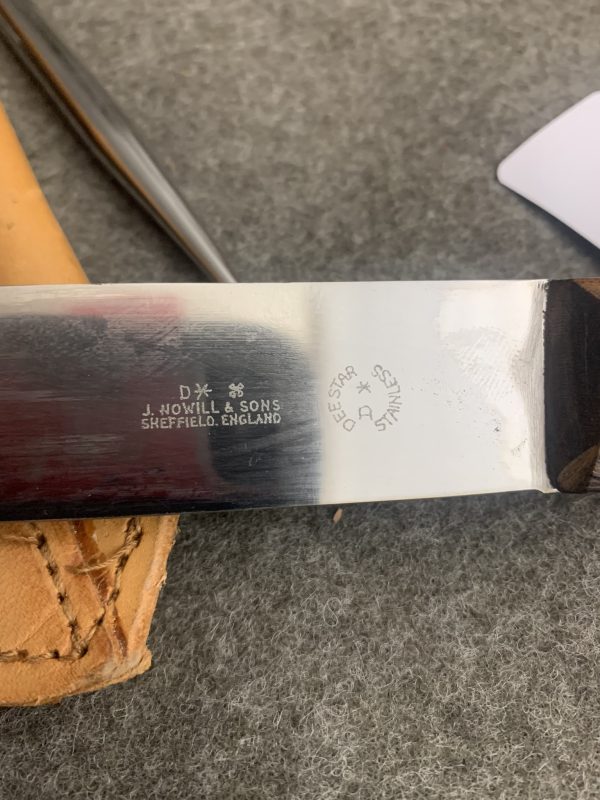 D* ⌘
J. NOWILL & SONS
SHEFFIELD. ENGLAND
DEE STAR
*
D
STAINLESS